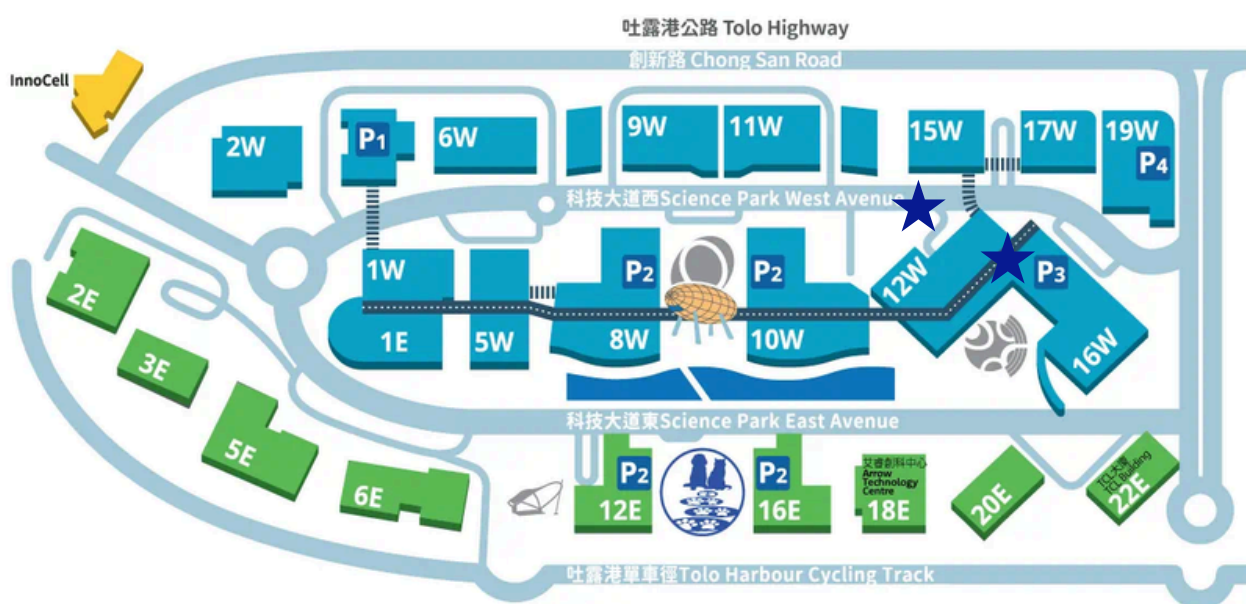 吐露港公路 Tolo Highway
創新路 Chong San Road
InnoCell
2W
P1
6W
9W
11W
15W
17W
19W
P4
科技大道西Science Park West Avenue
1W
1E
5W
P2
8W
P2
10W
12W
P3
16W
2E
3E
5E
6E
科技大道東Science Park East Avenue
P2
12E
P2
16E
艾睿創科中心
Arrow
Technology
Centre
18E
20E
TCL大廈
TCL Building
22E
吐露港單車徑Tolo Harbour Cycling Track